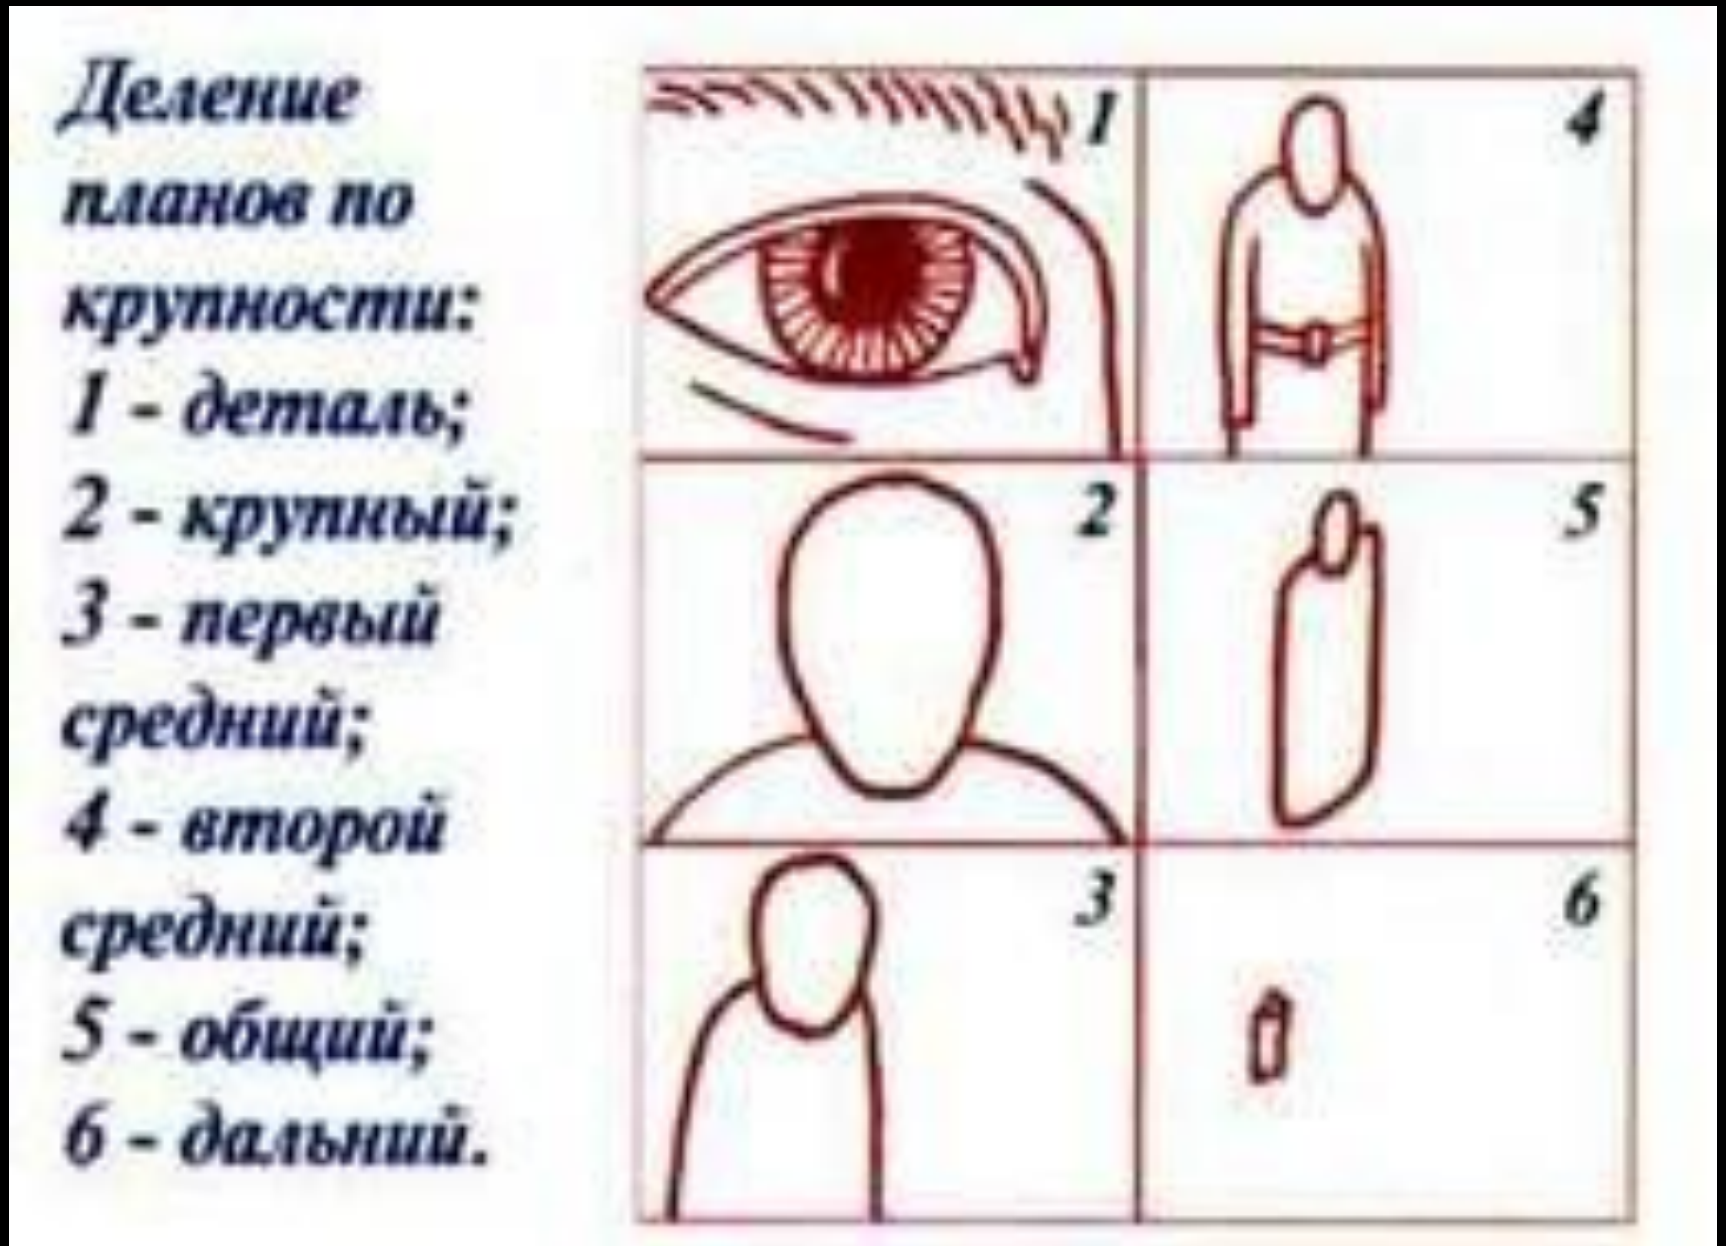 Деление
планов по
крупности:
1 - деталь;
2 - крупный;
3 - первый
средний;
4 - второй
средний;
5 - общий;
6 - дальний.
1
4
2
5
3
6